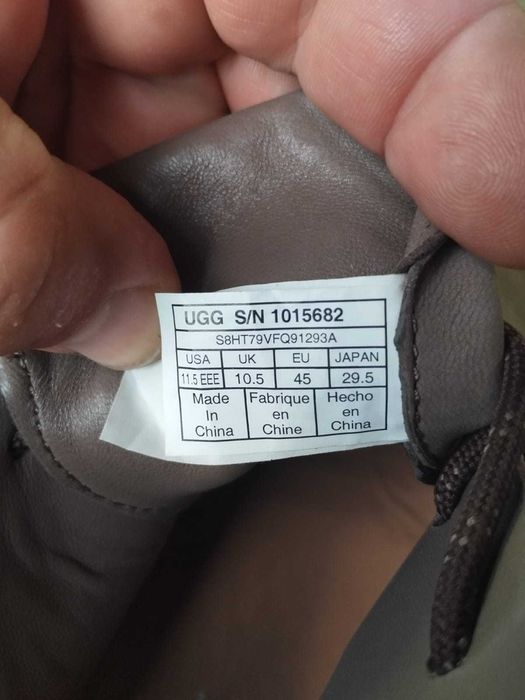 UGG S/N 1015682
S8HT79VFQ91293A
USA UK EU JAPAN
11.5 EEE 10.5 45 29.5
Made Fabrique Hecho
In en en
China Chine China